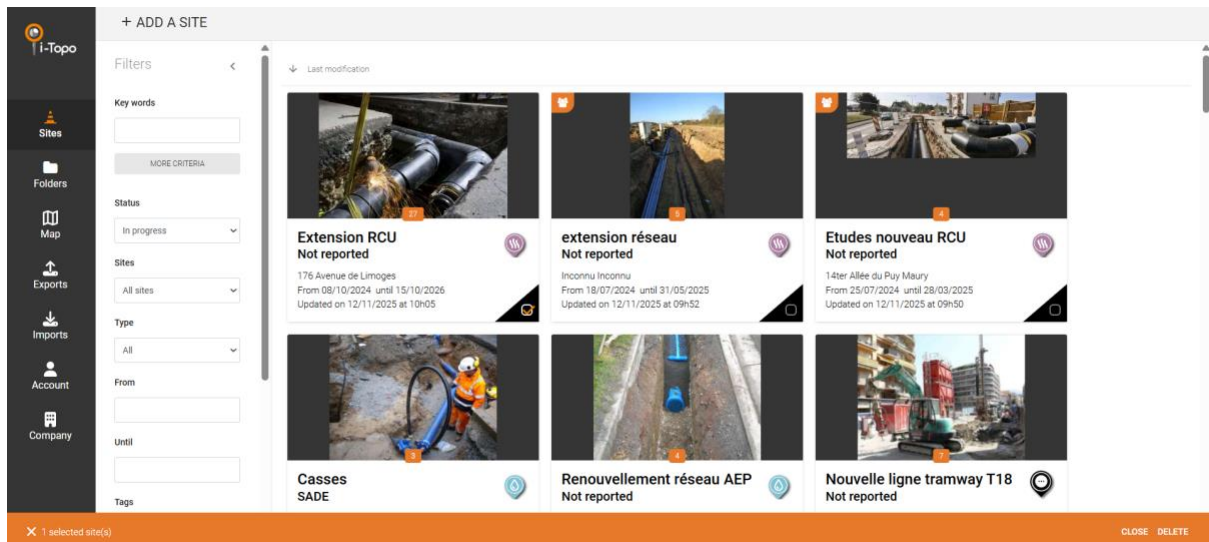 i-Topo
+ ADD A SITE
Sites
Folders
Map
Exports
Imports
Account
Company
Filters
Key words
MORE CRITERIA
Status
In progress
Sites
All sites
Type
All
From
Until
Tags
Last modification
27
Extension RCU
Not reported
176 Avenue de Limoges
From 08/10/2024 until 15/10/2026
Updated on 12/11/2025 at 10h05
5
extension réseau
Not reported
Inconnu Inconnu
From 18/07/2024 until 31/05/2025
Updated on 12/11/2025 at 09h52
4
Etudes nouveau RCU
Not reported
14ter Allée du Puy Maury
From 25/07/2024 until 28/03/2025
Updated on 12/11/2025 at 09h50
3
Casses
SADE
4
Renouvellement réseau AEP
Not reported
7
Nouvelle ligne tramway T18
Not reported
1 selected site(s)
CLOSE DELETE